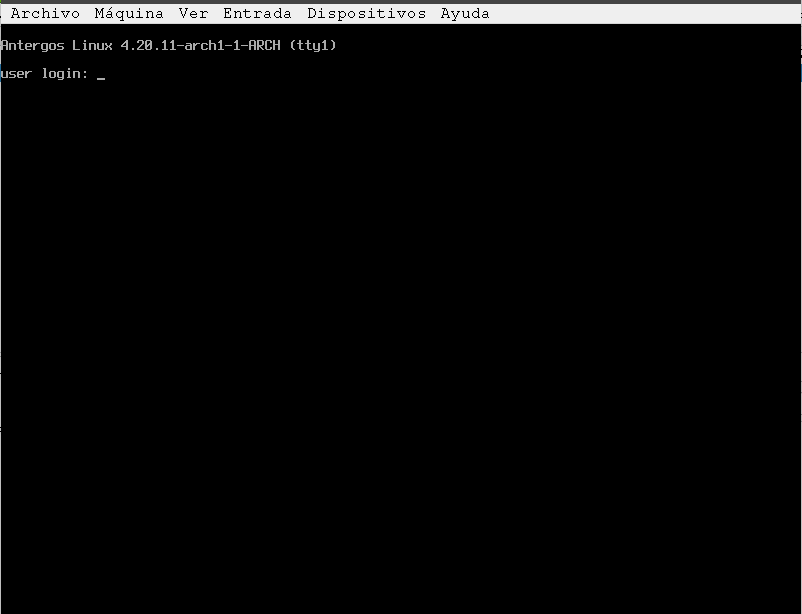 Archivo Máquina Ver Entrada Dispositivos Ayuda
Antergos Linux 4.20.11-arch1-1-ARCH (tty1)
user login: _